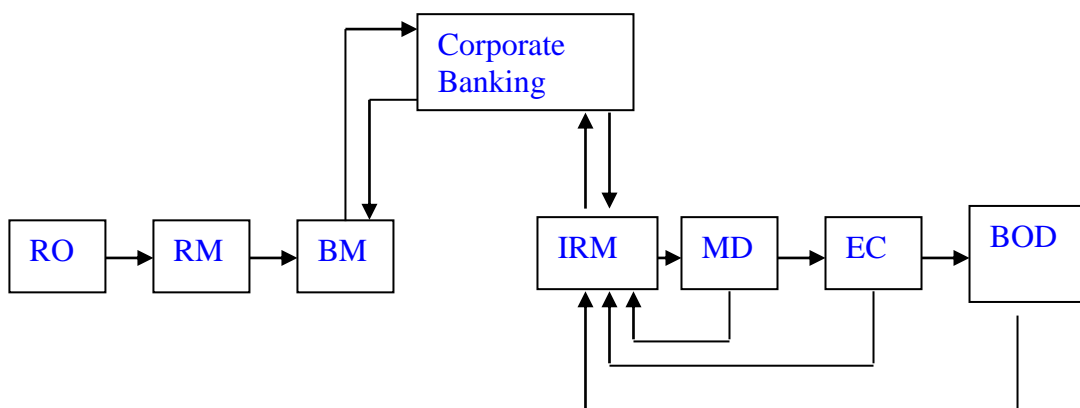 Corporate
Banking
RO
RM
BM
IRM
MD
EC
BOD